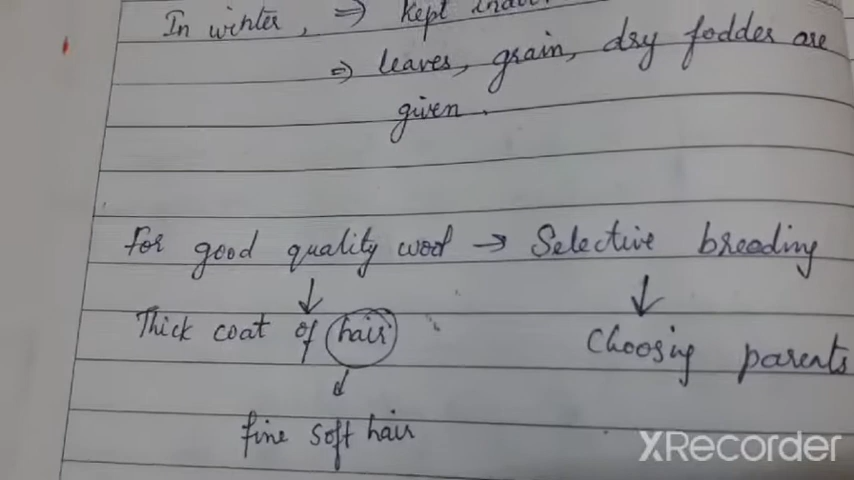 In winter, ⇒ kept indoor
⇒ leaves, grain, dry fodder are
given.
For good quality wool → Selective breeding
↓ ↓
Thick coat of hair Choosing parents
↓
fine soft hair
XRecorder